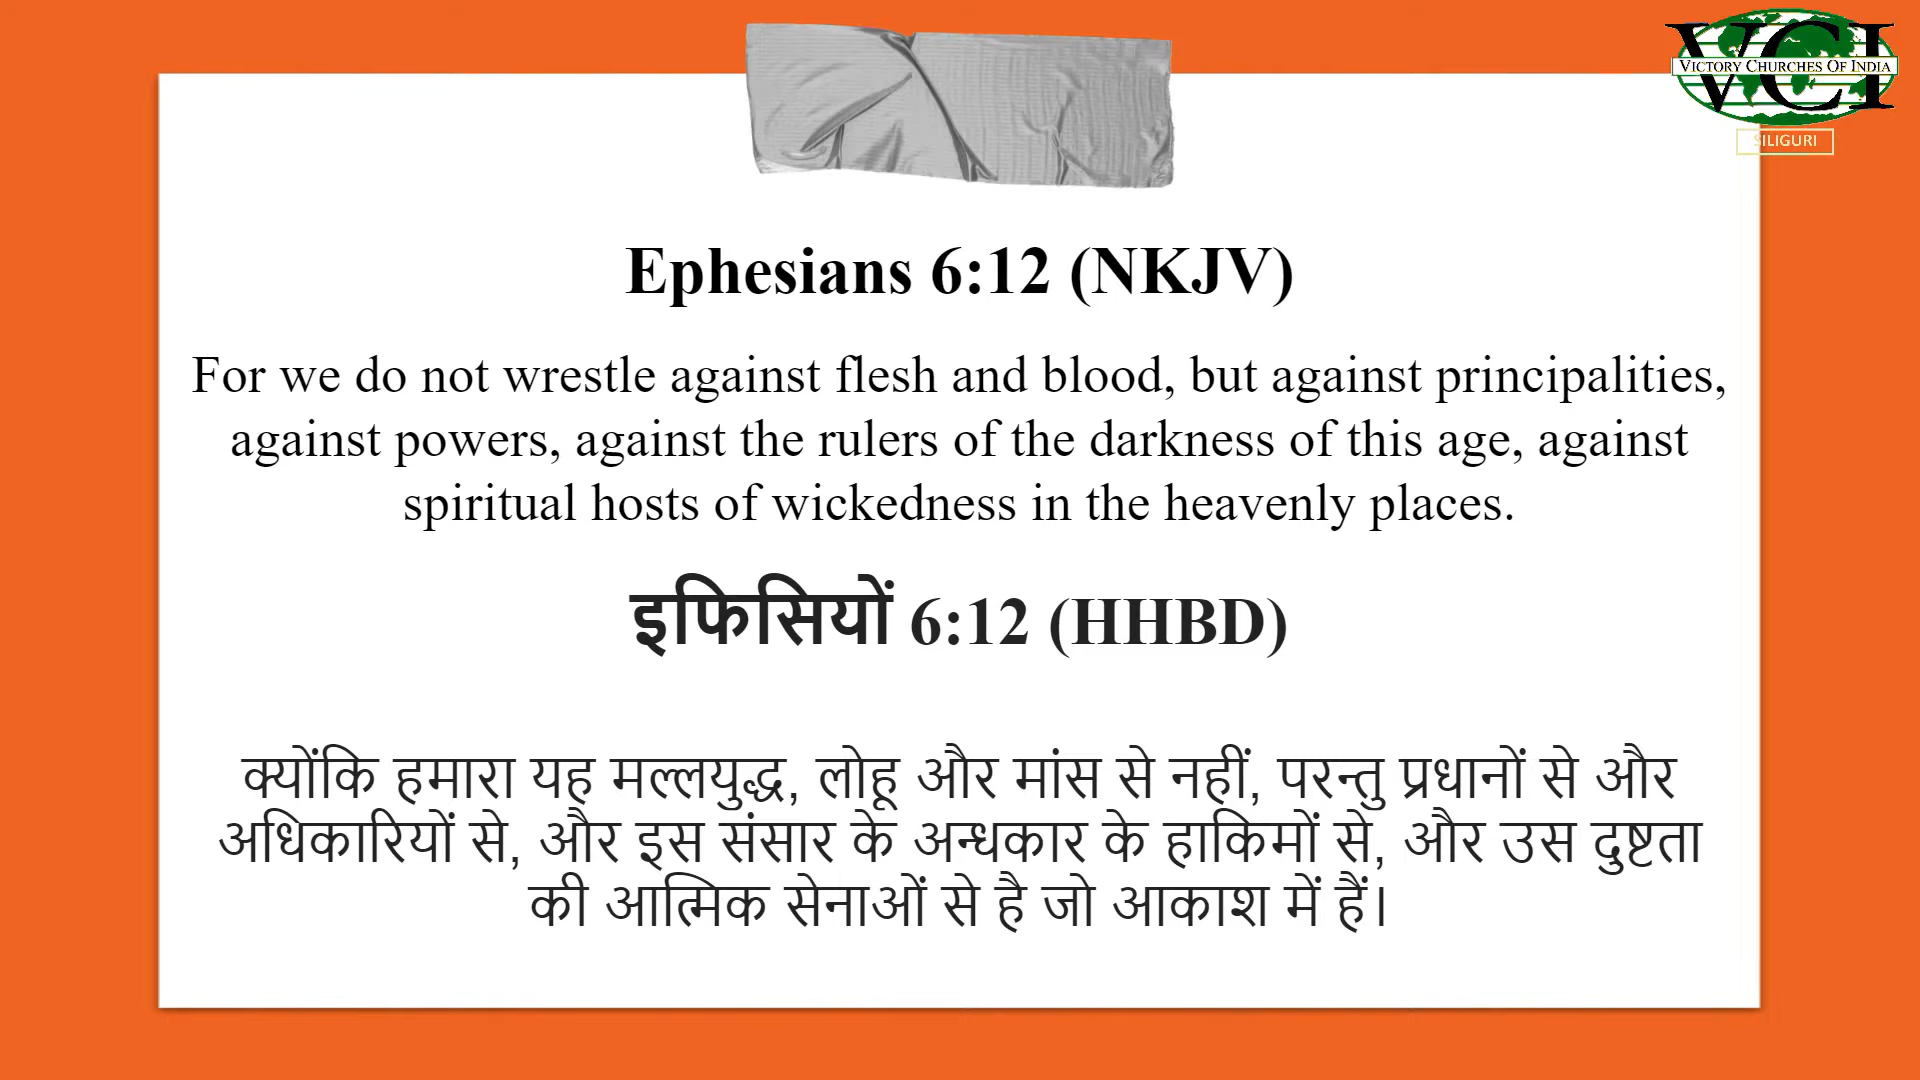 VCI
VICTORY CHURCHES OF INDIA
SILIGURI
Ephesians 6:12 (NKJV)
For we do not wrestle against flesh and blood, but against principalities,
against powers, against the rulers of the darkness of this age, against
spiritual hosts of wickedness in the heavenly places.
इफिसियों 6:12 (HHBD)
क्योंकि हमारा यह मल्लयुद्ध, लोहू और मांस से नहीं, परन्तु प्रधानों से और
अधिकारियों से, और इस संसार के अन्धकार के हाकिमों से, और उस दुष्टता
की आत्मिक सेनाओं से है जो आकाश में हैं।